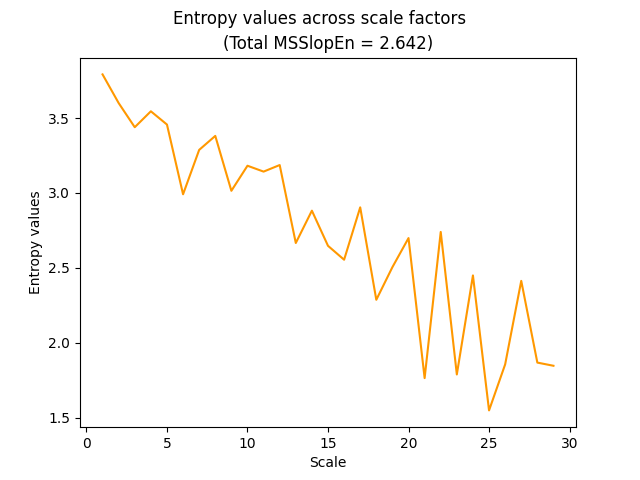 Entropy values across scale factors
(Total MSSlopEn = 2.642)
Entropy values
3.5
3.0
2.5
2.0
1.5
0 5 10 15 20 25 30
Scale